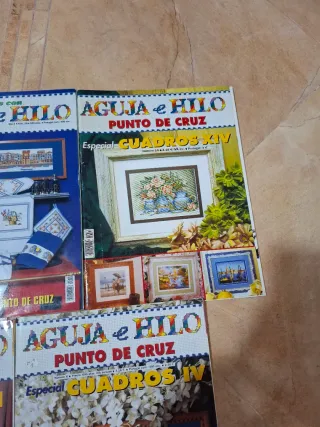 CON
e HILO
NTO DE CRUZ
AGUJA e HILO
PUNTO DE CRUZ
Especial CUADROS XIV
AGUJA e HILO
PUNTO DE CRUZ
Especial CUADROS IV